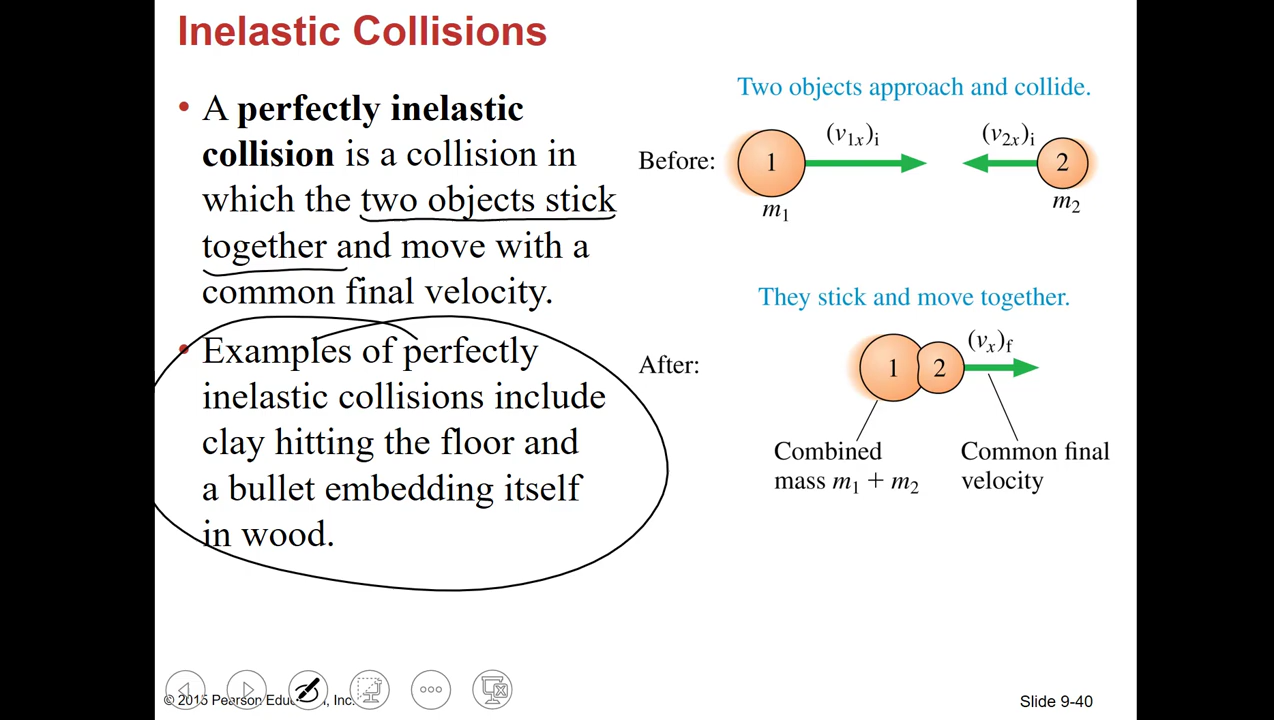 Inelastic Collisions
• A perfectly inelastic
collision is a collision in
which the two objects stick
together and move with a
common final velocity.
• Examples of perfectly
inelastic collisions include
clay hitting the floor and
a bullet embedding itself
in wood.
Two objects approach and collide.
(v1x)i
(v2x)i
Before:
1
2
m1
m2
They stick and move together.
(vx)f
After:
1
2
Combined
mass m1 + m2
Common final
velocity
© 2015 Pearson Education, Inc.
Slide 9-40